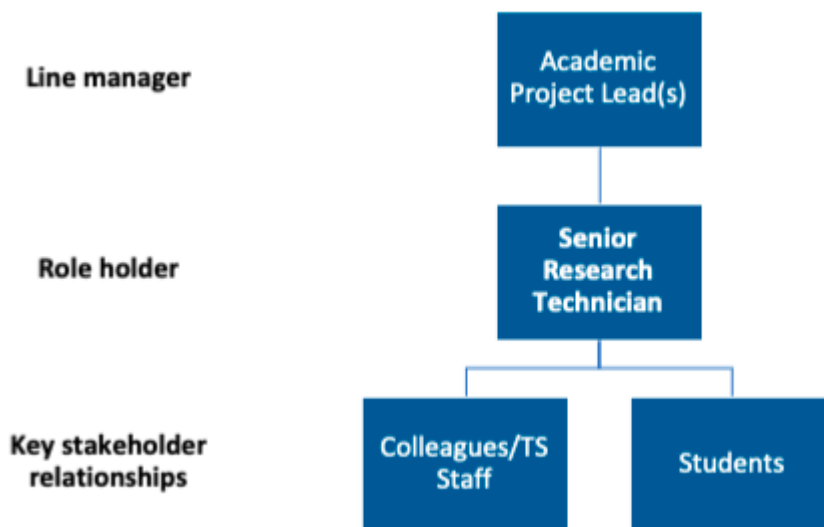 Line manager
Academic
Project Lead(s)
Role holder
Senior
Research
Technician
Key stakeholder
relationships
Colleagues/TS
Staff
Students